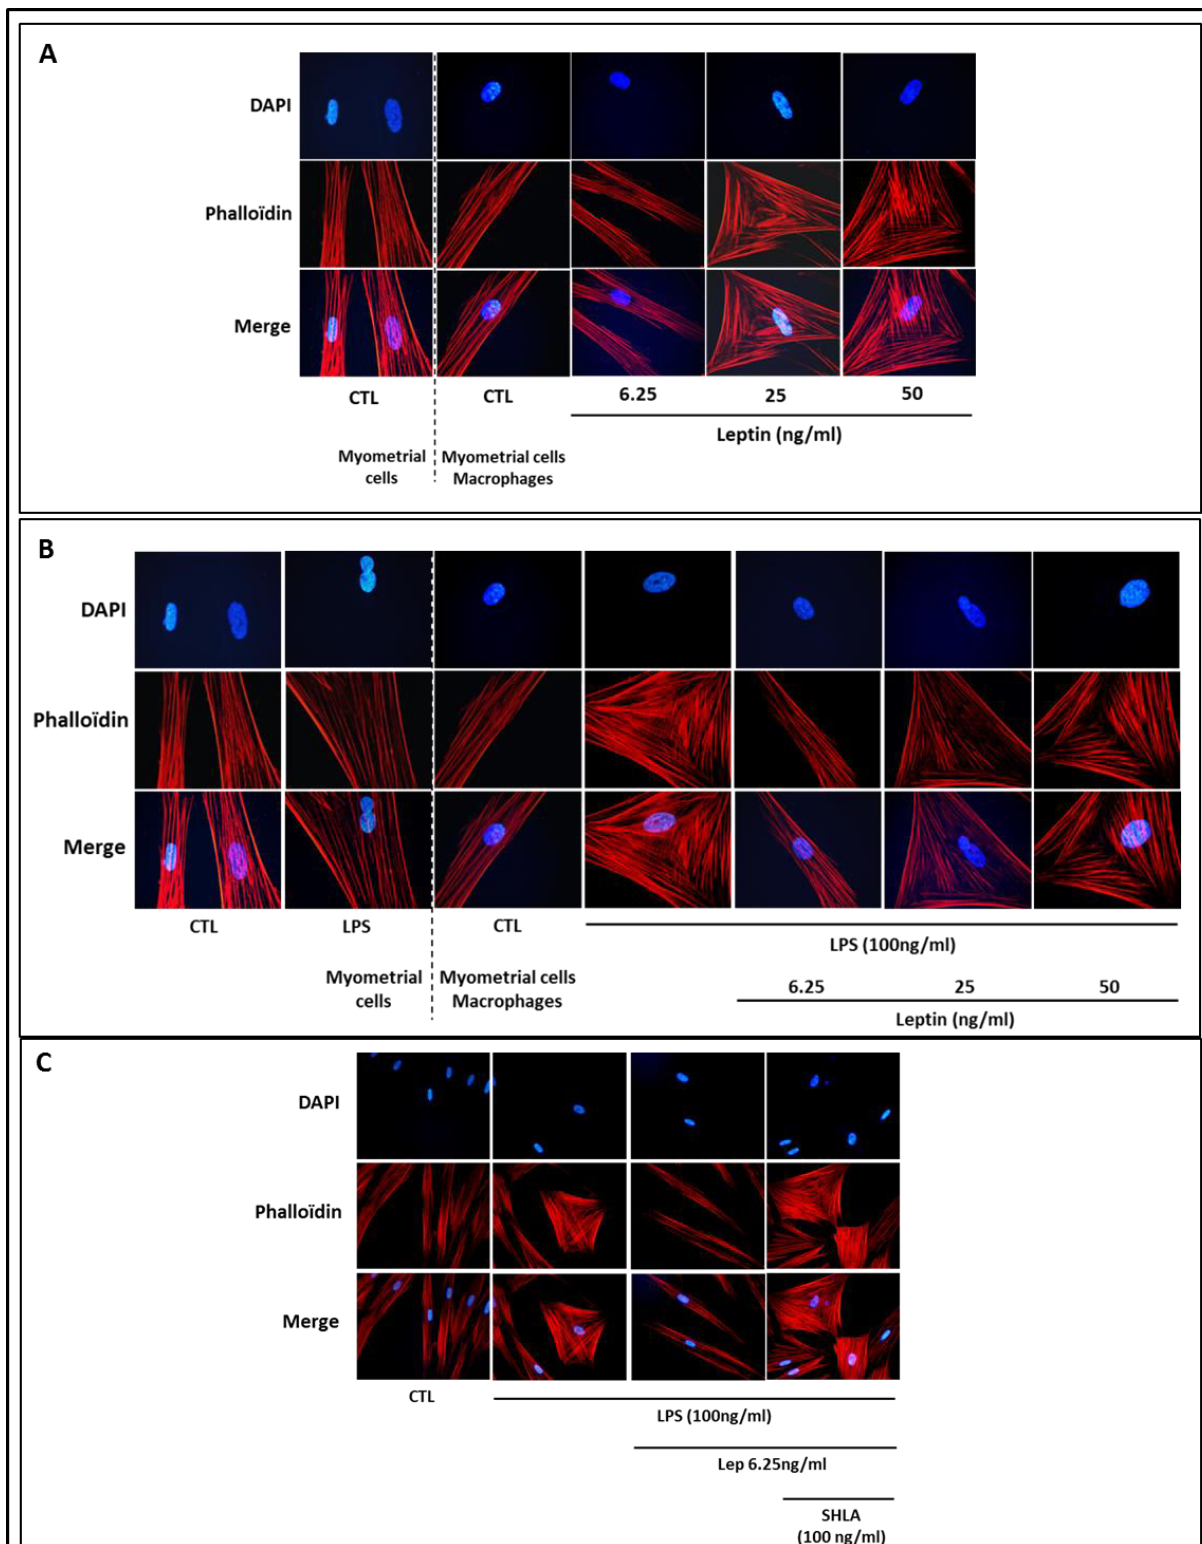 A
DAPI
Phalloïdin
Merge
CTL
CTL
6.25
25
50
Leptin (ng/ml)
Myometrial
cells
Myometrial cells
Macrophages
B
DAPI
Phalloïdin
Merge
CTL
LPS
CTL
LPS (100ng/ml)
Myometrial
cells
Myometrial cells
Macrophages
6.25
25
50
Leptin (ng/ml)
C
DAPI
Phalloïdin
Merge
CTL
LPS (100ng/ml)
Lep 6.25ng/ml
SHLA
(100 ng/ml)